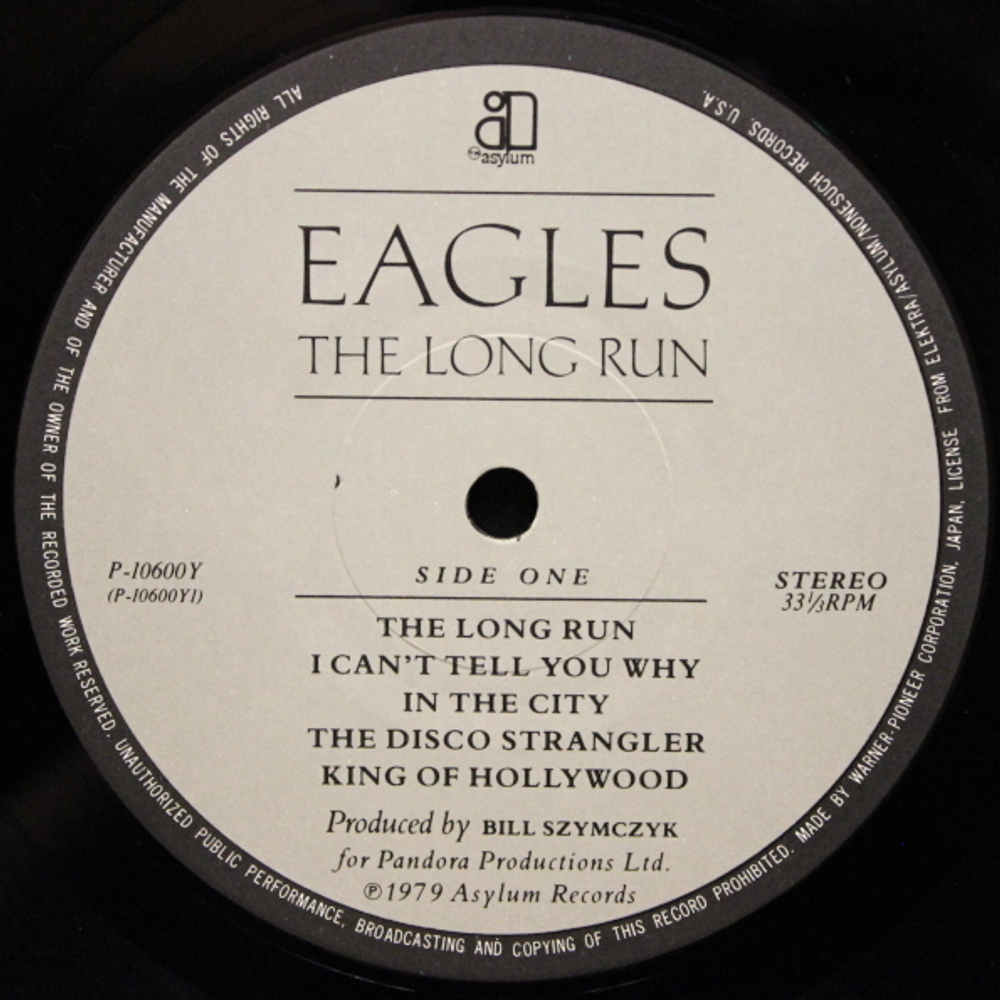 asylum
EAGLES
THE LONG RUN
SIDE ONE
P-10600Y
(P-10600Y1)
STEREO
33⅓RPM
THE LONG RUN
I CAN'T TELL YOU WHY
IN THE CITY
THE DISCO STRANGLER
KING OF HOLLYWOOD
Produced by BILL SZYMCZYK
for Pandora Productions Ltd.
℗1979 Asylum Records
ALL RIGHTS OF THE MANUFACTURER AND OF THE OWNER OF THE RECORDED WORK RESERVED. UNAUTHORIZED PUBLIC PERFORMANCE, BROADCASTING AND COPYING OF THIS RECORD PROHIBITED. MADE BY WARNER-PIONEER CORPORATION, JAPAN, LICENSE FROM ELEKTRA/ASYLUM/NONESUCH RECORDS, U.S.A.